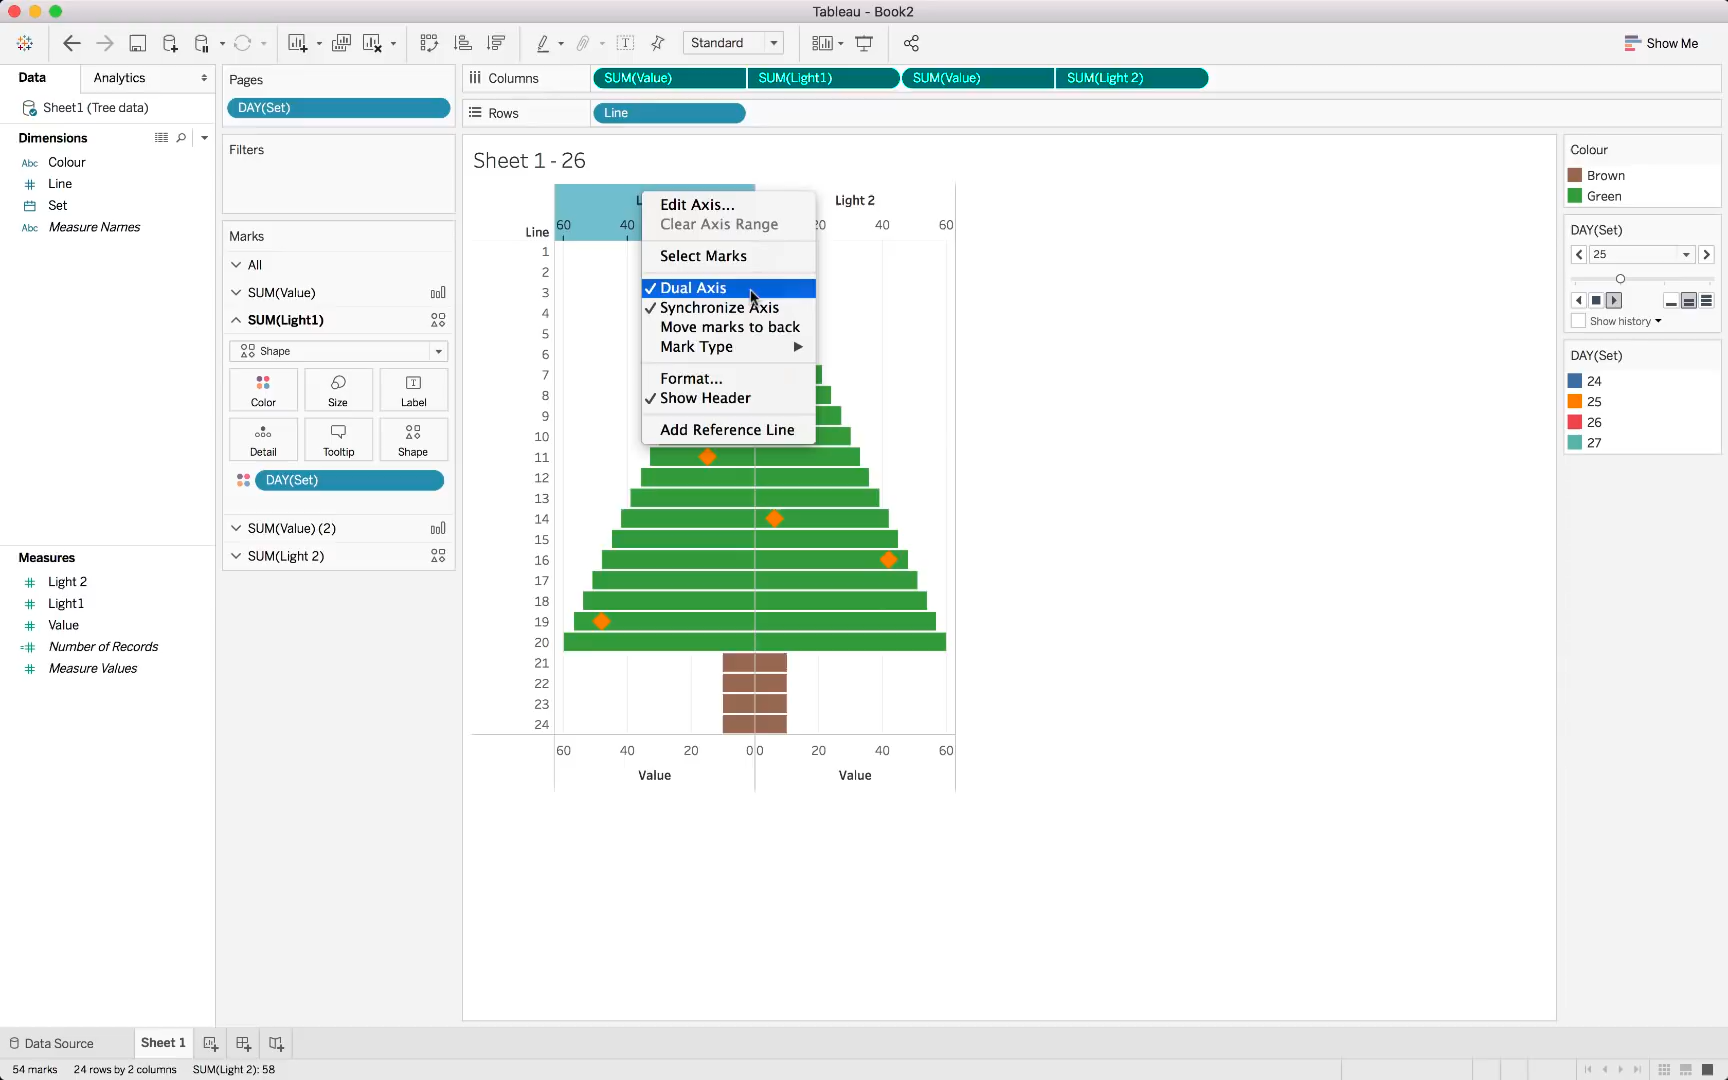 Tableau - Book2
Standard
Show Me
Data
Analytics
Sheet1 (Tree data)
Dimensions
Abc Colour
Line
Set
Abc Measure Names
Measures
Light 2
Light1
Value
Number of Records
Measure Values
Pages
DAY(Set)
Filters
Marks
All
SUM(Value)
SUM(Light1)
Shape
Color
Size
Label
Detail
Tooltip
Shape
DAY(Set)
SUM(Value) (2)
SUM(Light 2)
Columns
SUM(Value)
SUM(Light1)
SUM(Value)
SUM(Light 2)
Rows
Line
Sheet 1 - 26
Light 2
Line
60 40 20 40 60
1
2
3
4
5
6
7
8
9
10
11
12
13
14
15
16
17
18
19
20
21
22
23
24
60 40 20 0 0 20 40 60
Value Value
Edit Axis...
Clear Axis Range
Select Marks
✓ Dual Axis
✓ Synchronize Axis
Move marks to back
Mark Type
Format...
✓ Show Header
Add Reference Line
Colour
Brown
Green
DAY(Set)
25
Show history
DAY(Set)
24
25
26
27
Data Source
Sheet 1
54 marks 24 rows by 2 columns SUM(Light 2): 58